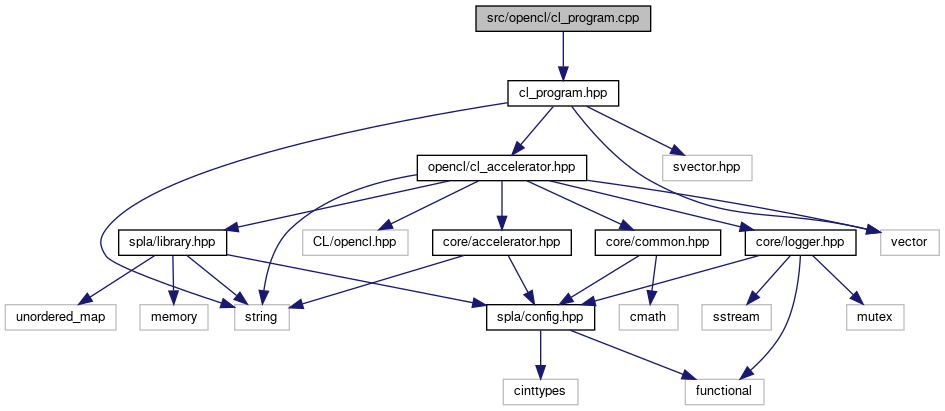 src/opencl/cl_program.cpp
cl_program.hpp
opencl/cl_accelerator.hpp
svector.hpp
spla/library.hpp
CL/opencl.hpp
core/accelerator.hpp
core/common.hpp
core/logger.hpp
vector
unordered_map
memory
string
spla/config.hpp
cmath
sstream
mutex
cinttypes
functional